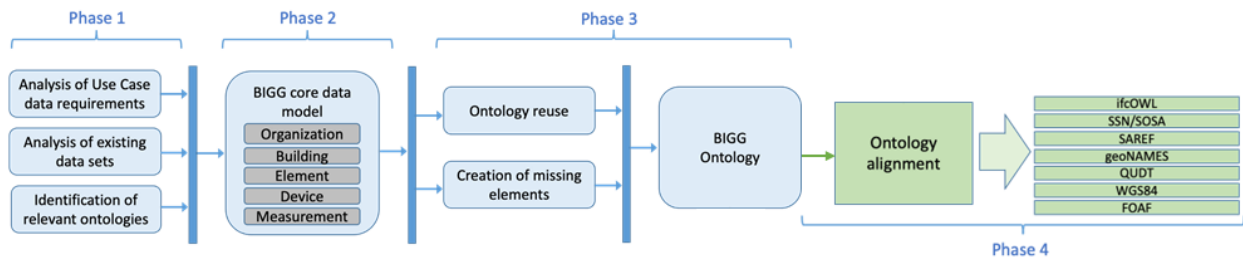 Phase 1
Phase 2
Phase 3
Analysis of Use Case
data requirements
Analysis of existing
data sets
Identification of
relevant ontologies
BIGG core data
model
Organization
Building
Element
Device
Measurement
Ontology reuse
Creation of missing
elements
BIGG
Ontology
Ontology
alignment
ifcOWL
SSN/SOSA
SAREF
geoNAMES
QUDT
WGS84
FOAF
Phase 4